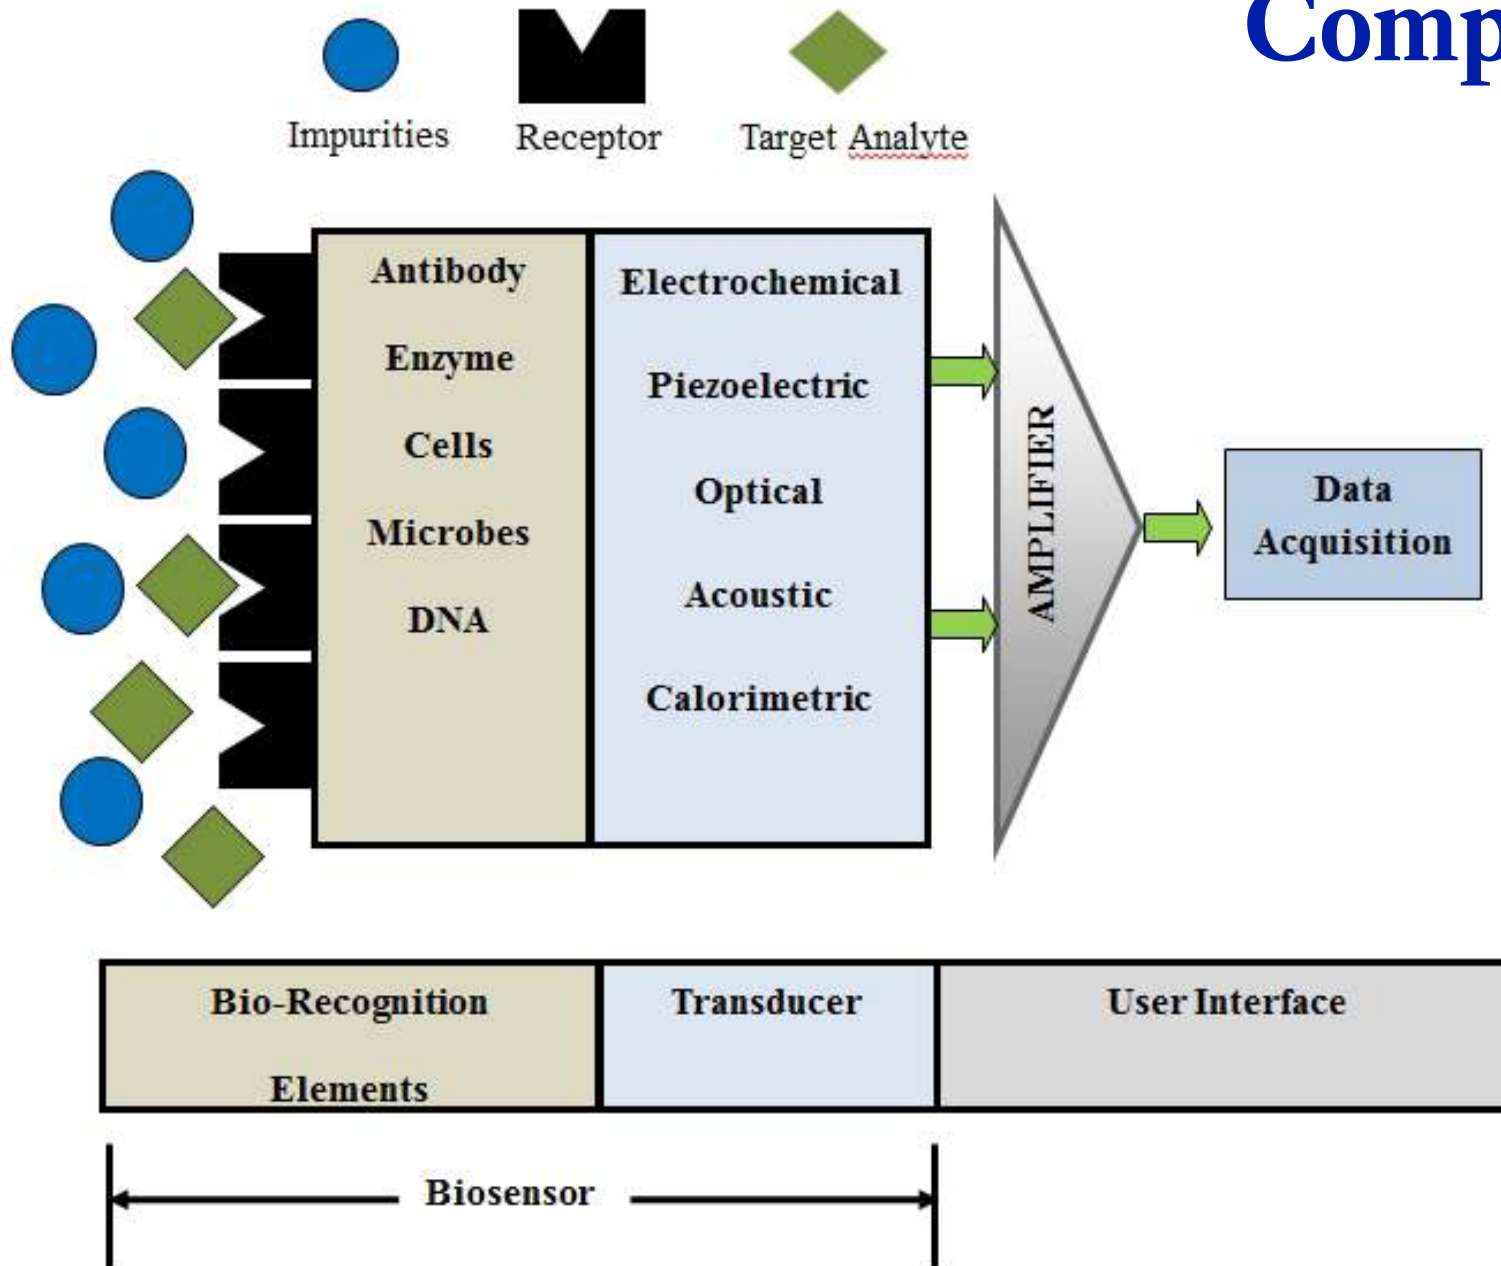 Comp
Impurities
Receptor
Target Analyte
Antibody
Enzyme
Cells
Microbes
DNA
Electrochemical
Piezoelectric
Optical
Acoustic
Calorimetric
AMPLIFIER
Data
Acquisition
Bio-Recognition
Elements
Transducer
User Interface
Biosensor